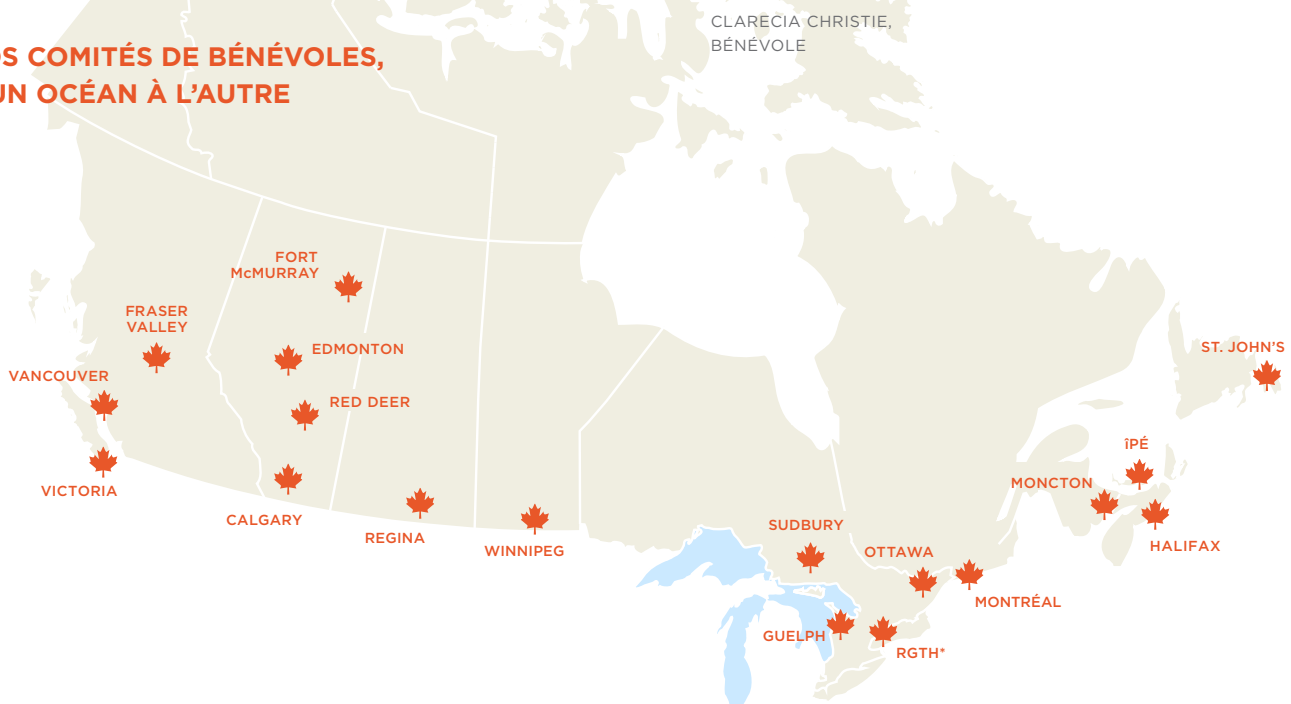 CLARECIA CHRISTIE,
BÉNÉVOLE
OS COMITÉS DE BÉNÉVOLES,
UN OCÉAN À L’AUTRE
FORT
McMURRAY
FRASER
VALLEY
EDMONTON
VANCOUVER
RED DEER
VICTORIA
CALGARY
REGINA
WINNIPEG
SUDBURY
OTTAWA
MONTRÉAL
GUELPH
RGTH*
ST. JOHN’S
îPÉ
MONCTON
HALIFAX